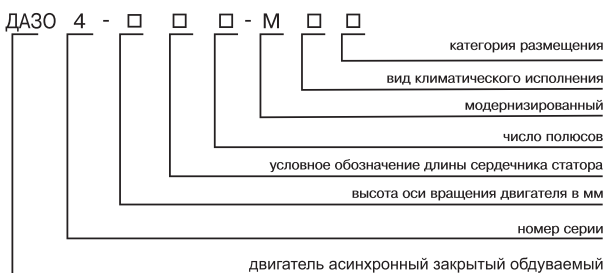 ДАЗО 4 - □ □ □ - М □ □
категория размещения
вид климатического исполнения
модернизированный
число полюсов
условное обозначение длины сердечника статора
высота оси вращения двигателя в мм
номер серии
двигатель асинхронный закрытый обдуваемый